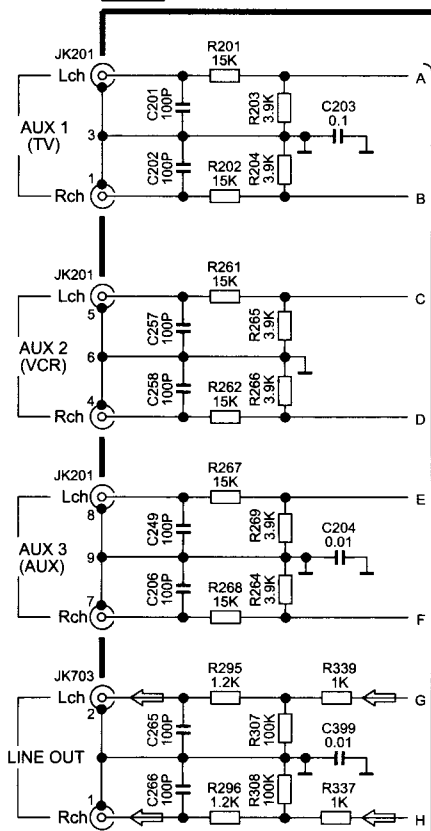 JK201
Lch
AUX 1
(TV)
3
1
Rch
C201
100P
C202
100P
R201
15K
R202
15K
R203
3.9K
R204
3.9K
C203
0.1
A
B
JK201
Lch
5
AUX 2
(VCR)
6
4
Rch
C257
100P
C258
100P
R261
15K
R262
15K
R265
3.9K
R266
3.9K
C
D
JK201
Lch
8
AUX 3
(AUX)
9
7
Rch
C249
100P
C206
100P
R267
15K
R268
15K
R269
3.9K
R264
3.9K
C204
0.01
E
F
JK703
Lch
2
LINE OUT
1
Rch
C265
100P
C266
100P
R295
1.2K
R296
1.2K
R307
100K
R308
100K
R339
1K
C399
0.01
R337
1K
G
H